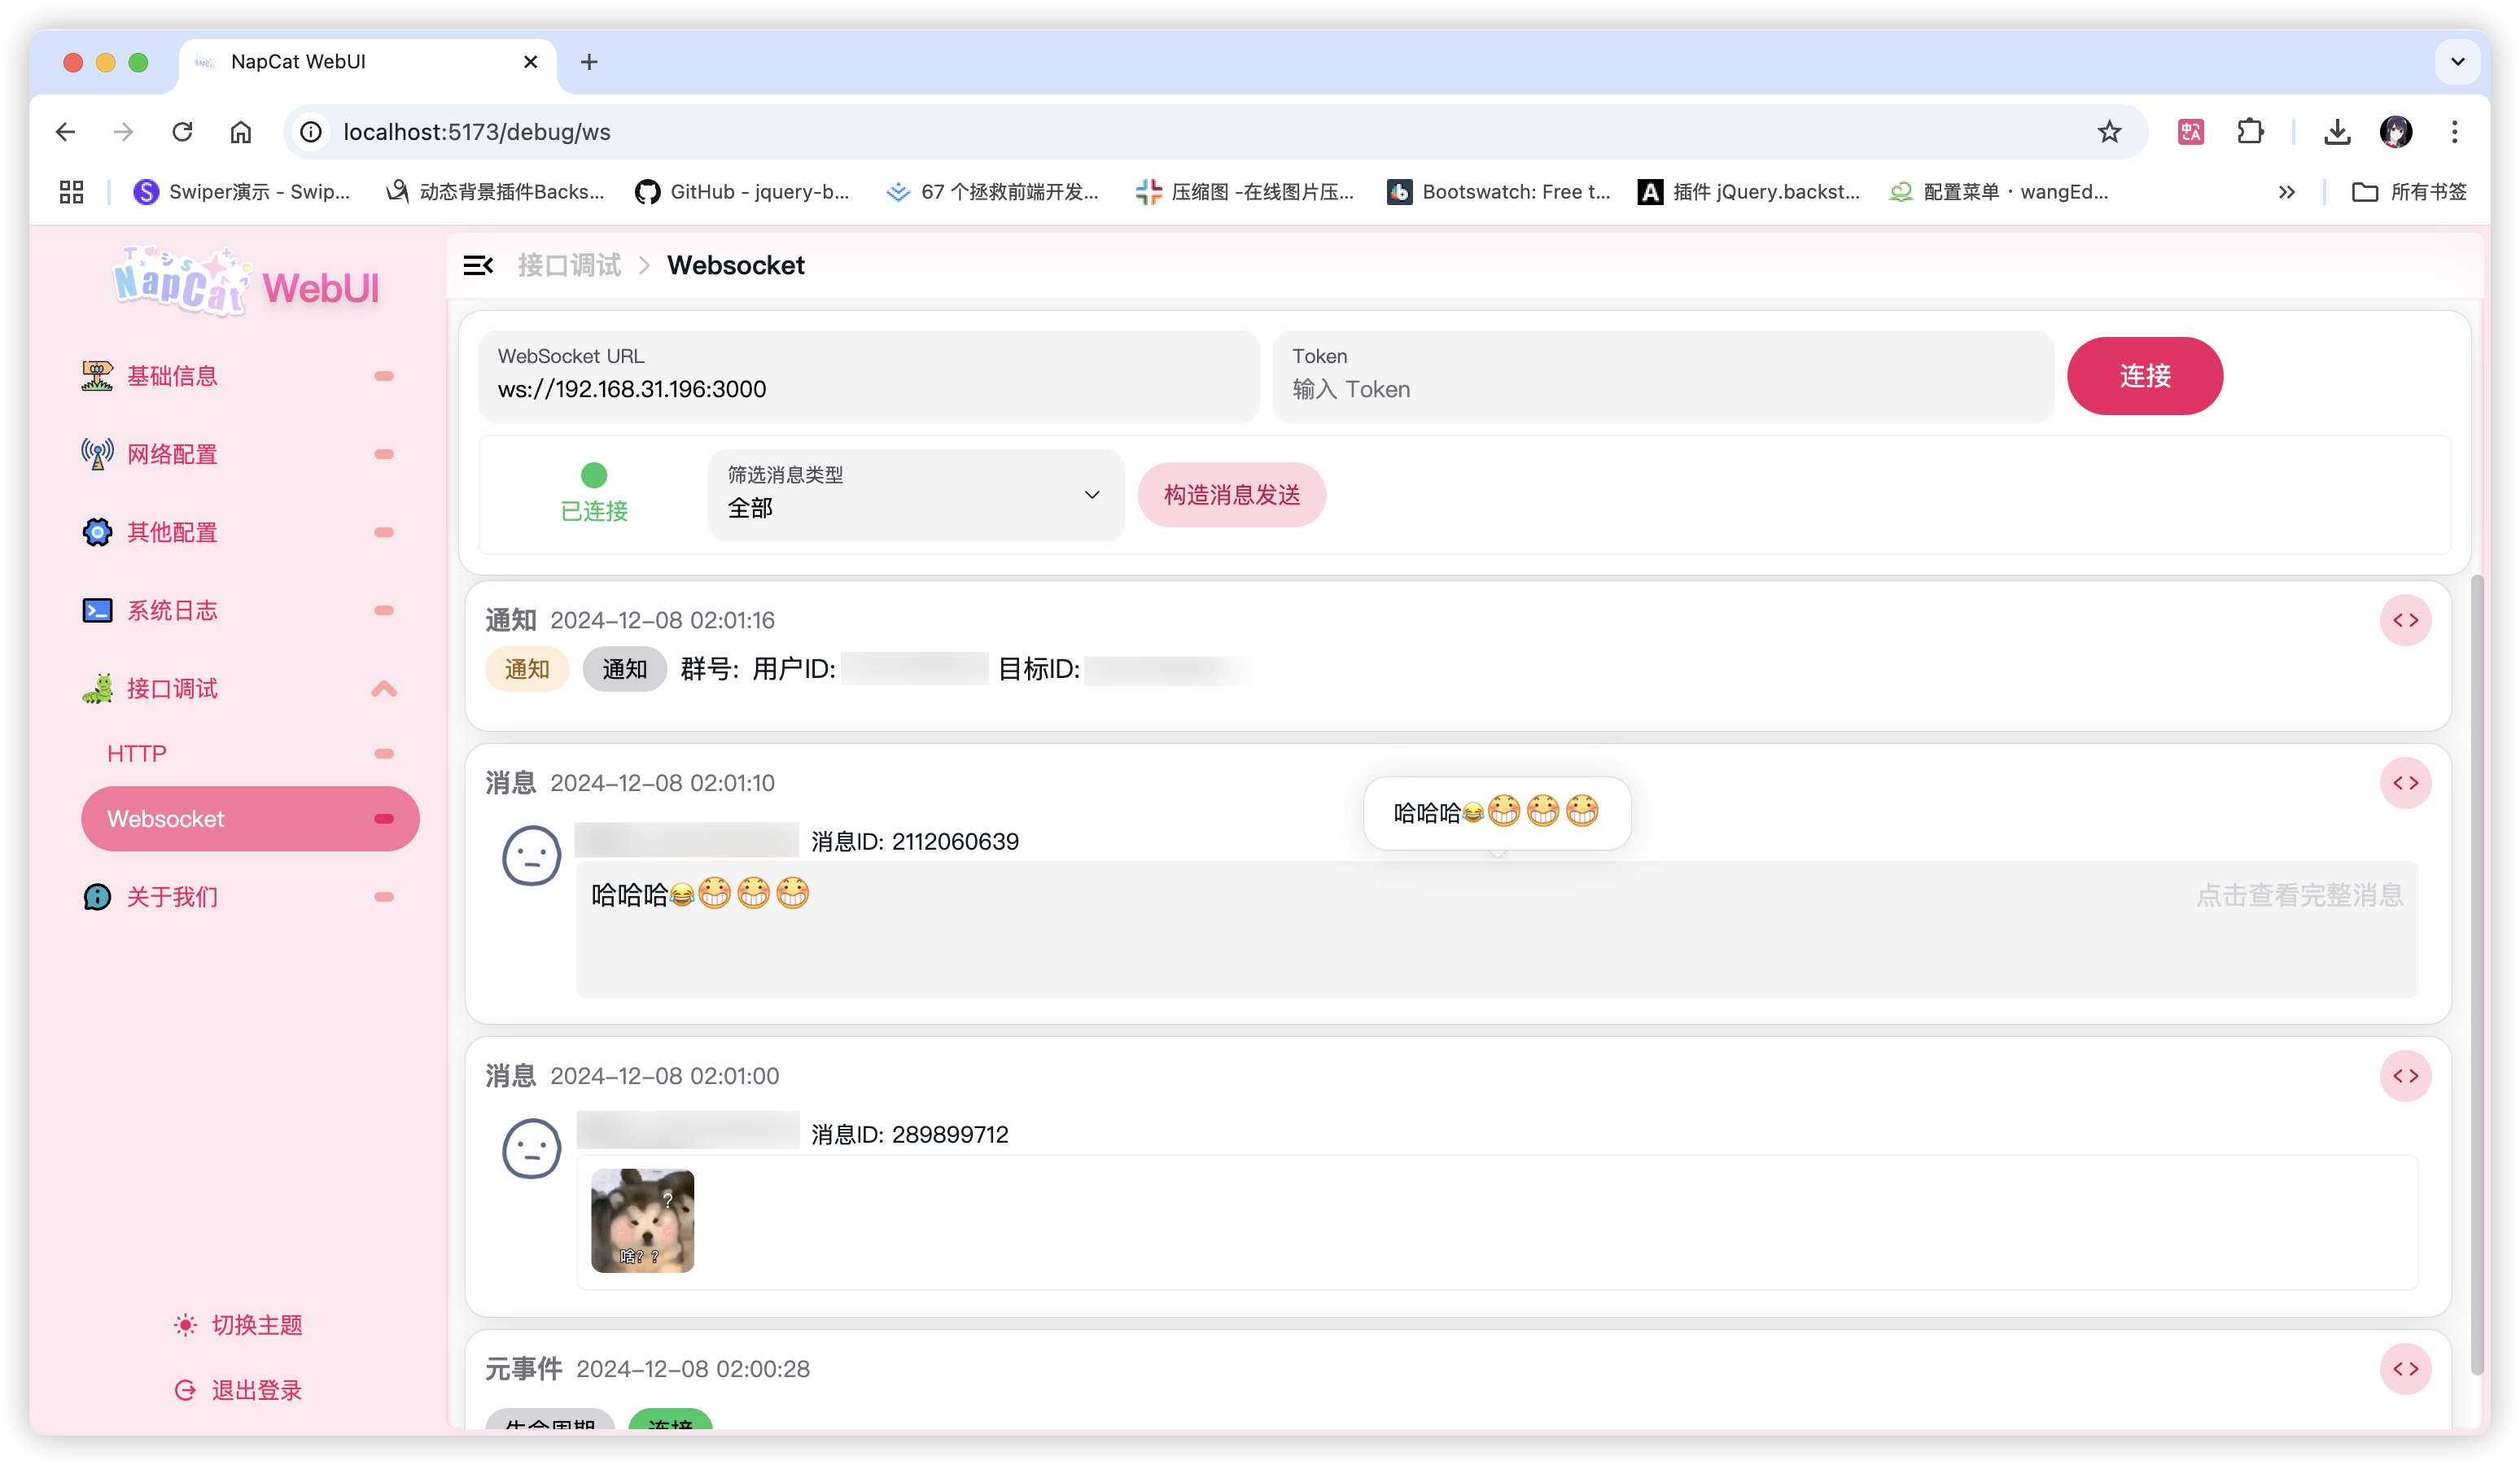 NapCat WebUI
localhost:5173/debug/ws
Swiper演示 - Swip...
动态背景插件Backs...
GitHub - jquery-b...
67 个拯救前端开发...
压缩图 -在线图片压...
Bootswatch: Free t...
插件 jQuery.backst...
配置菜单 · wangEd...
所有书签
NapCat WebUI
基础信息
网络配置
其他配置
系统日志
接口调试
HTTP
Websocket
关于我们
切换主题
退出登录
接口调试 > Websocket
WebSocket URL
ws://192.168.31.196:3000
Token
输入 Token
连接
已连接
筛选消息类型
全部
构造消息发送
通知 2024-12-08 02:01:16
通知 通知 群号: 用户ID: 目标ID:
消息 2024-12-08 02:01:10
哈哈哈😂
消息ID: 2112060639
哈哈哈😂
点击查看完整消息
消息 2024-12-08 02:01:00
消息ID: 289899712
?
啥? ?
元事件 2024-12-08 02:00:28
生命周期 连接